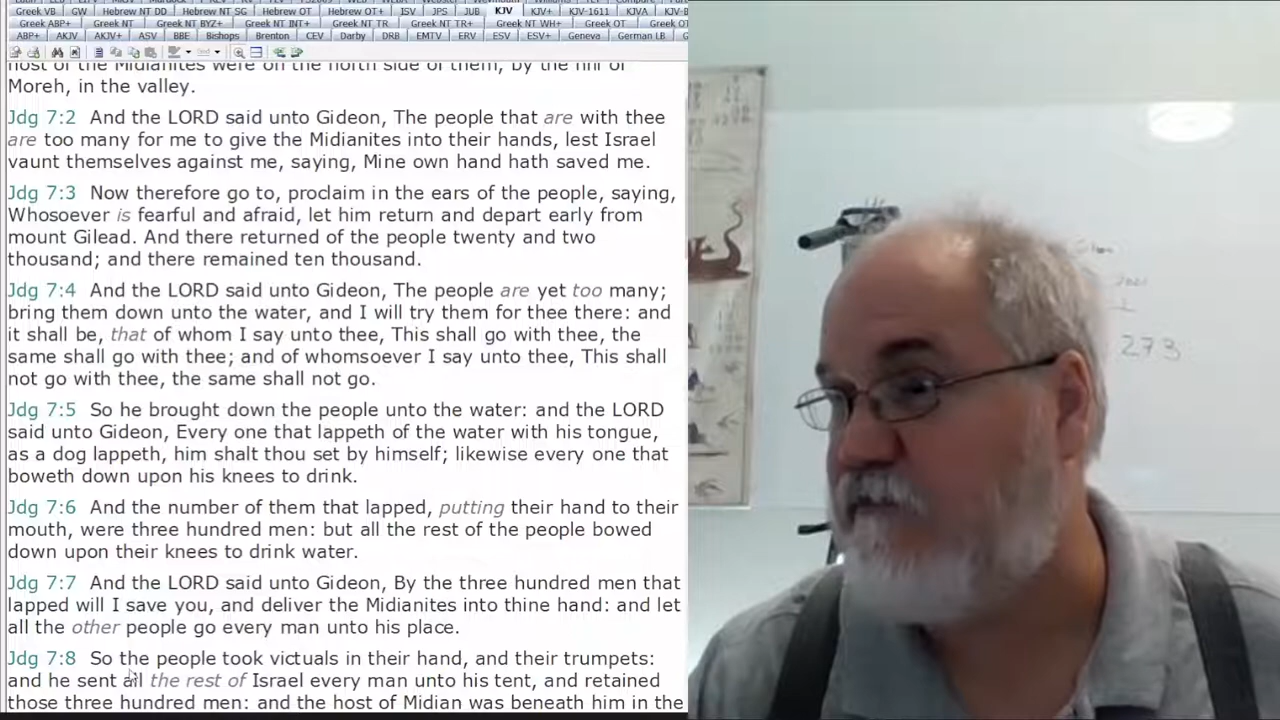 Greek VB GW Hebrew NT DD Hebrew NT SG Hebrew OT Hebrew OT+ ISV JPS JUB KJV KJV+ KJV-1611 KJVA KJV-B
Greek ABP+ Greek NT Greek NT BYZ+ Greek NT INT+ Greek NT TR Greek NT TR+ Greek NT WH+ Greek OT Greek OT
ABP+ AKJV AKJV+ ASV BBE Bishops Brenton CEV Darby DRB EMTV ERV ESV ESV+ Geneva German LB G
host of the Midianites were on the north side of them, by the hill of
Moreh, in the valley.
Jdg 7:2 And the LORD said unto Gideon, The people that are with thee
are too many for me to give the Midianites into their hands, lest Israel
vaunt themselves against me, saying, Mine own hand hath saved me.
Jdg 7:3 Now therefore go to, proclaim in the ears of the people, saying,
Whosoever is fearful and afraid, let him return and depart early from
mount Gilead. And there returned of the people twenty and two
thousand; and there remained ten thousand.
Jdg 7:4 And the LORD said unto Gideon, The people are yet too many;
bring them down unto the water, and I will try them for thee there: and
it shall be, that of whom I say unto thee, This shall go with thee, the
same shall go with thee; and of whomsoever I say unto thee, This shall
not go with thee, the same shall not go.
Jdg 7:5 So he brought down the people unto the water: and the LORD
said unto Gideon, Every one that lappeth of the water with his tongue,
as a dog lappeth, him shalt thou set by himself; likewise every one that
boweth down upon his knees to drink.
Jdg 7:6 And the number of them that lapped, putting their hand to their
mouth, were three hundred men: but all the rest of the people bowed
down upon their knees to drink water.
Jdg 7:7 And the LORD said unto Gideon, By the three hundred men that
lapped will I save you, and deliver the Midianites into thine hand: and let
all the other people go every man unto his place.
Jdg 7:8 So the people took victuals in their hand, and their trumpets:
and he sent all the rest of Israel every man unto his tent, and retained
those three hundred men: and the host of Midian was beneath him in the
273